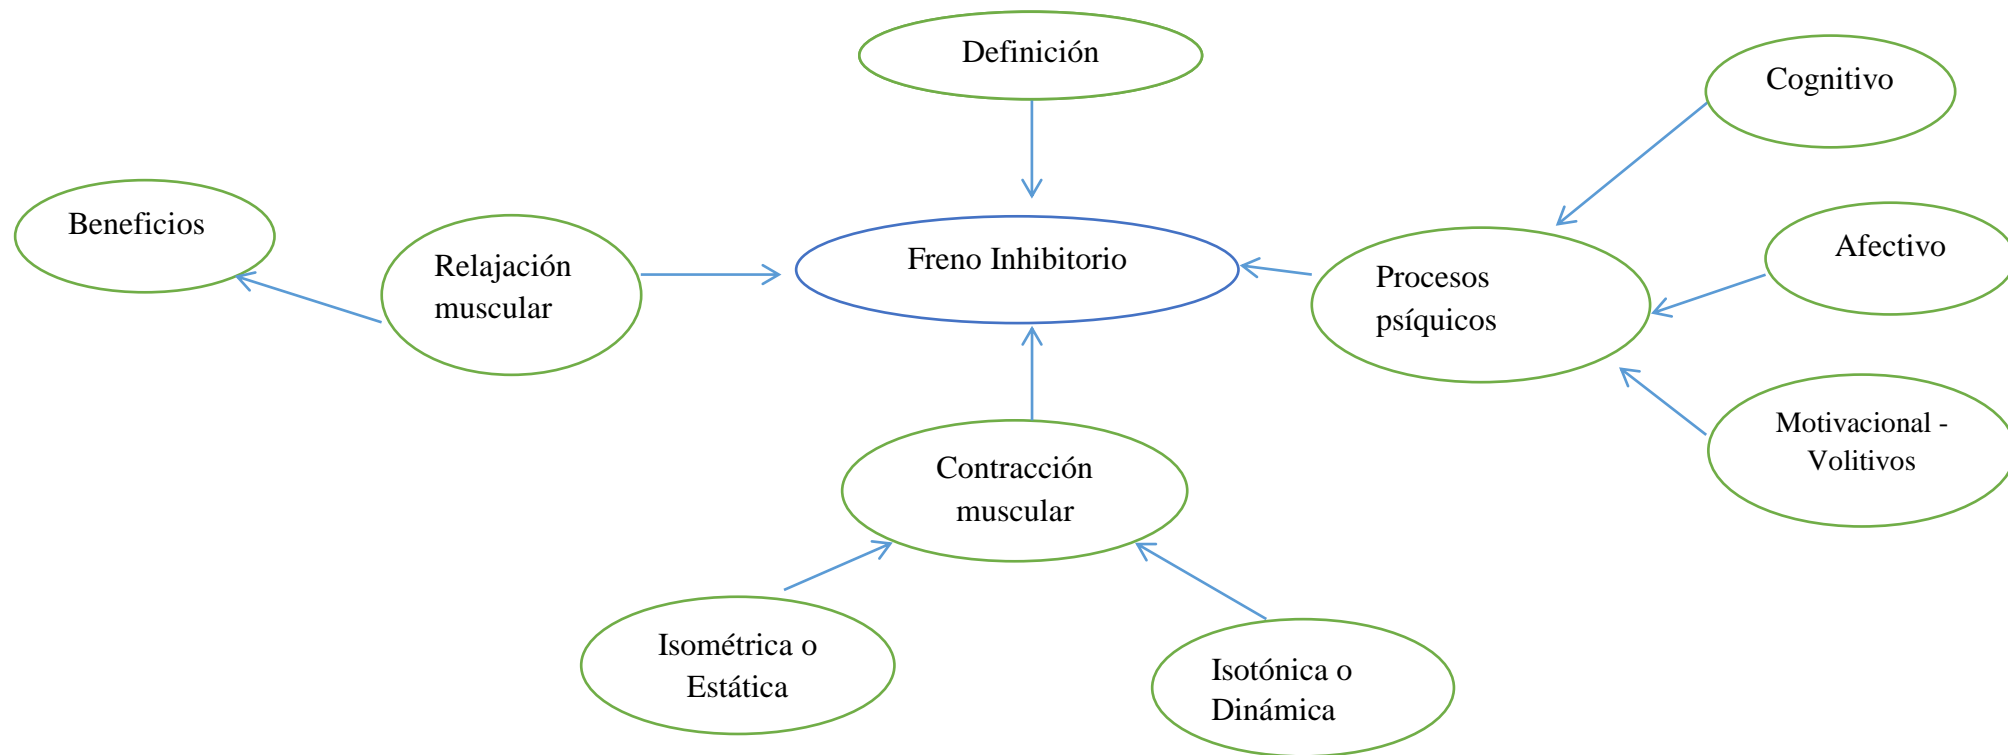 Definición
Cognitivo
Beneficios
Relajación
muscular
Freno Inhibitorio
Procesos
psíquicos
Afectivo
Motivacional -
Volitivos
Contracción
muscular
Isométrica o
Estática
Isotónica o
Dinámica